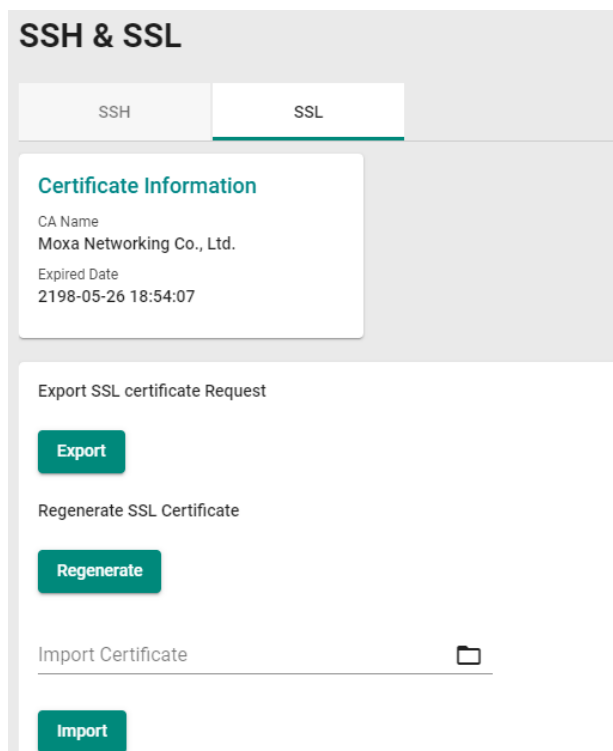 SSH & SSL
SSH
SSL
Certificate Information
CA Name
Moxa Networking Co., Ltd.
Expired Date
2198-05-26 18:54:07
Export SSL certificate Request
Export
Regenerate SSL Certificate
Regenerate
Import Certificate
Import